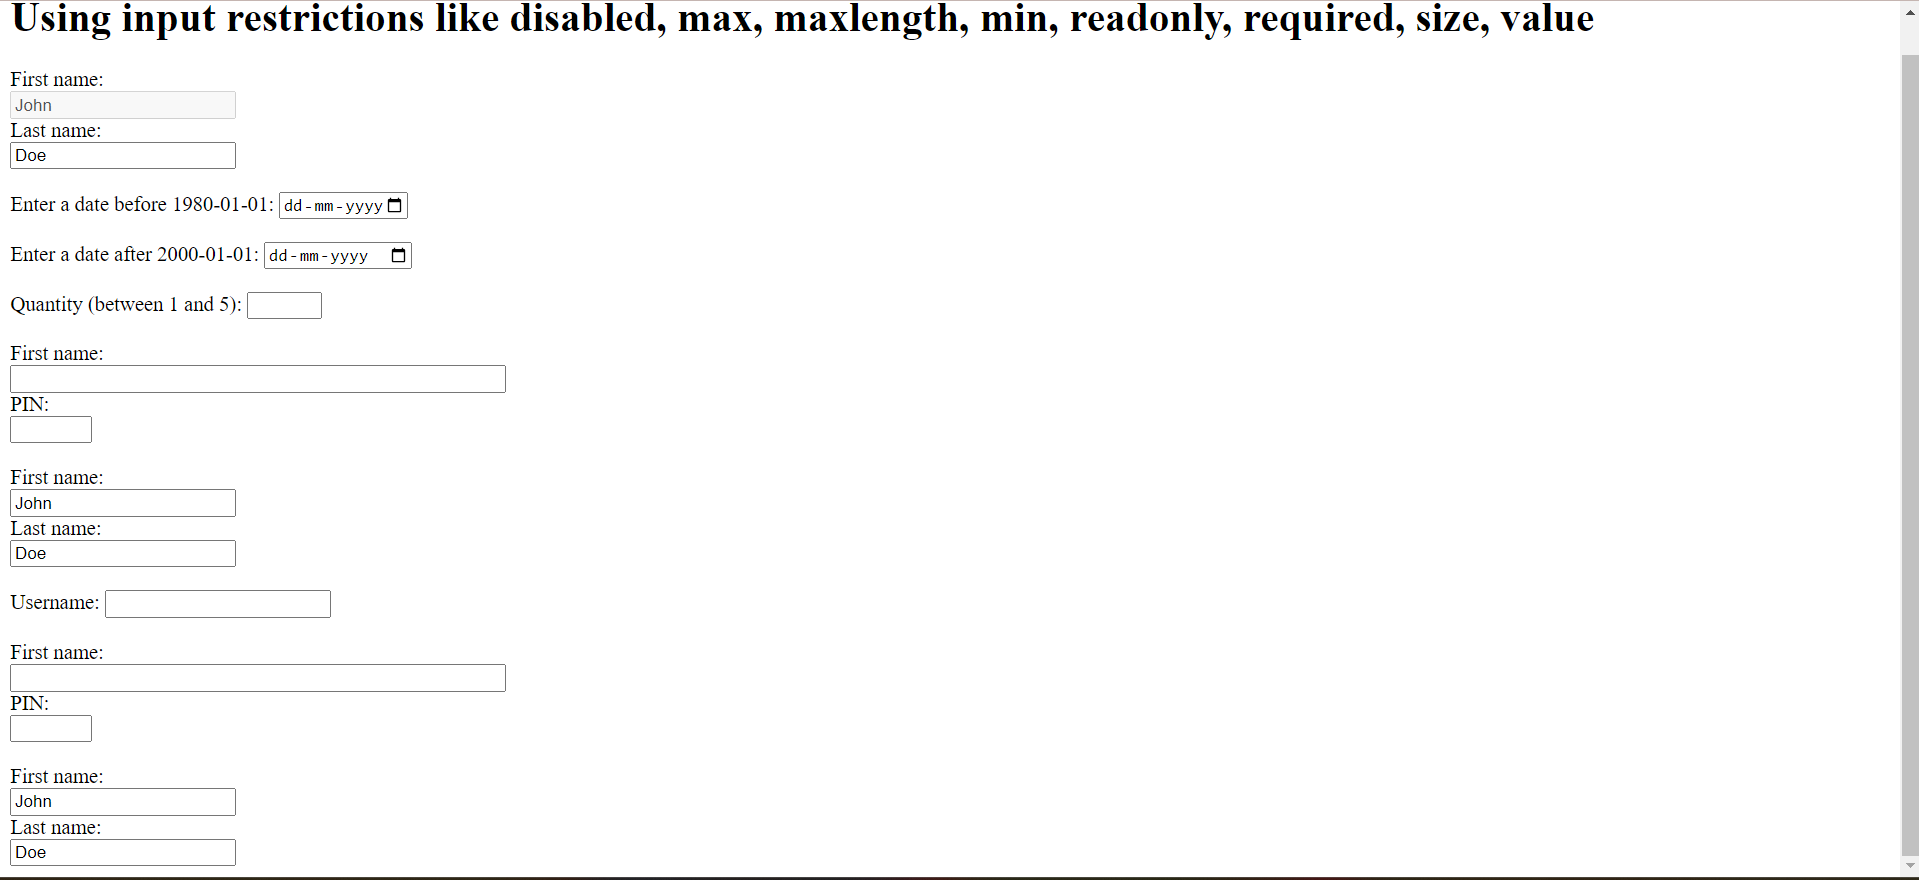 Using input restrictions like disabled, max, maxlength, min, readonly, required, size, value
First name:
John
Last name:
Doe
Enter a date before 1980-01-01: dd-mm-yyyy
Enter a date after 2000-01-01: dd-mm-yyyy
Quantity (between 1 and 5):
First name:
PIN:
First name:
John
Last name:
Doe
Username:
First name:
PIN:
First name:
John
Last name:
Doe